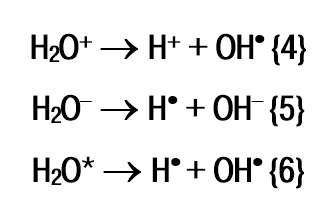 H₂O⁺ → H⁺ + OH• {4}
H₂O⁻ → H• + OH⁻ {5}
H₂O* → H• + OH• {6}